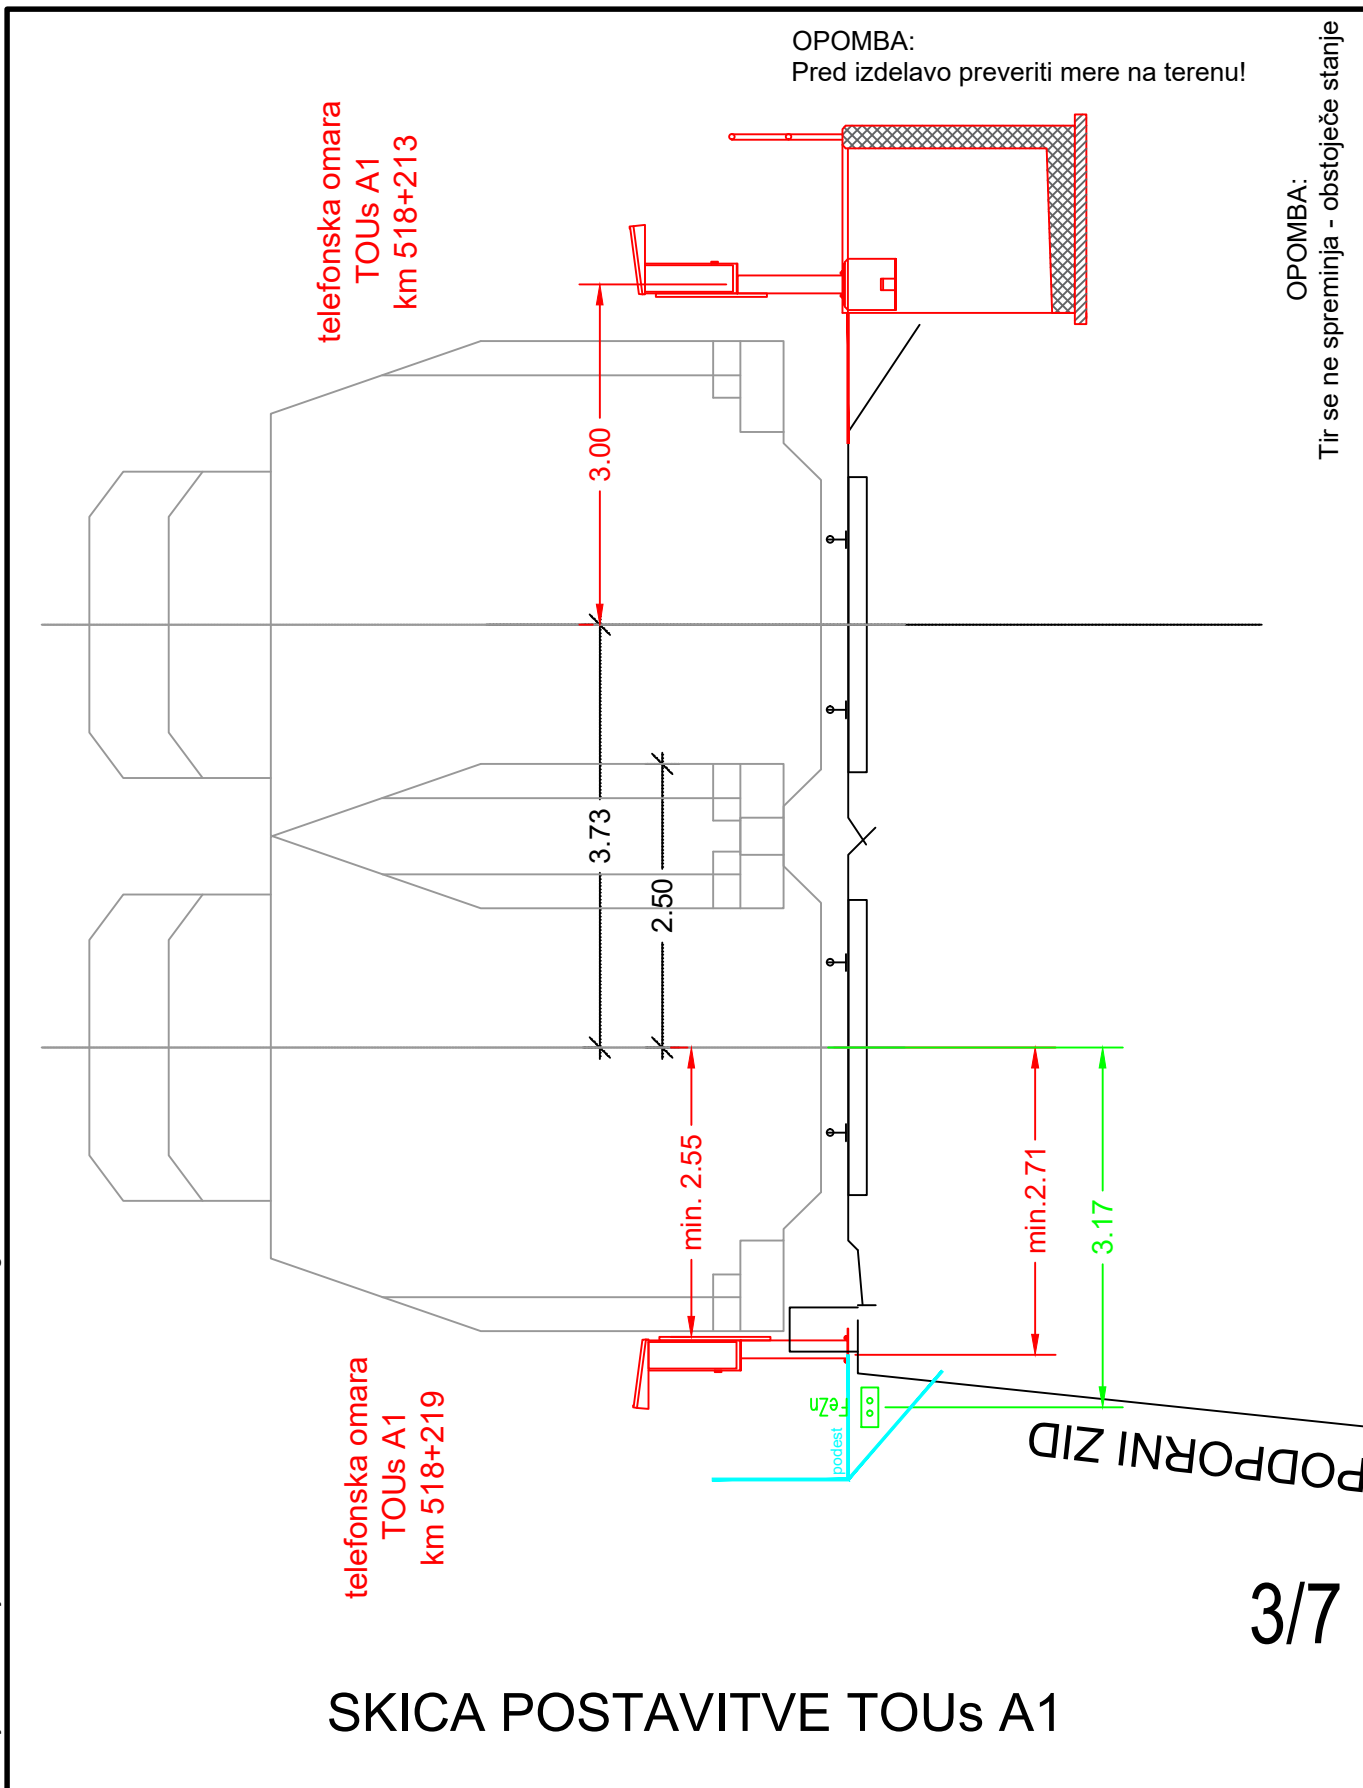 OPOMBA:
Pred izdelavo preveriti mere na terenu!
OPOMBA:
Tir se ne spreminja - obstoječe stanje
telefonska omara
TOUs A1
km 518+213
3.00
3.73
2.50
min. 2.55
min.2.71
3.17
telefonska omara
TOUs A1
km 518+219
FeZn
podest
PODPORNI ZID
3/7
SKICA POSTAVITVE TOUs A1